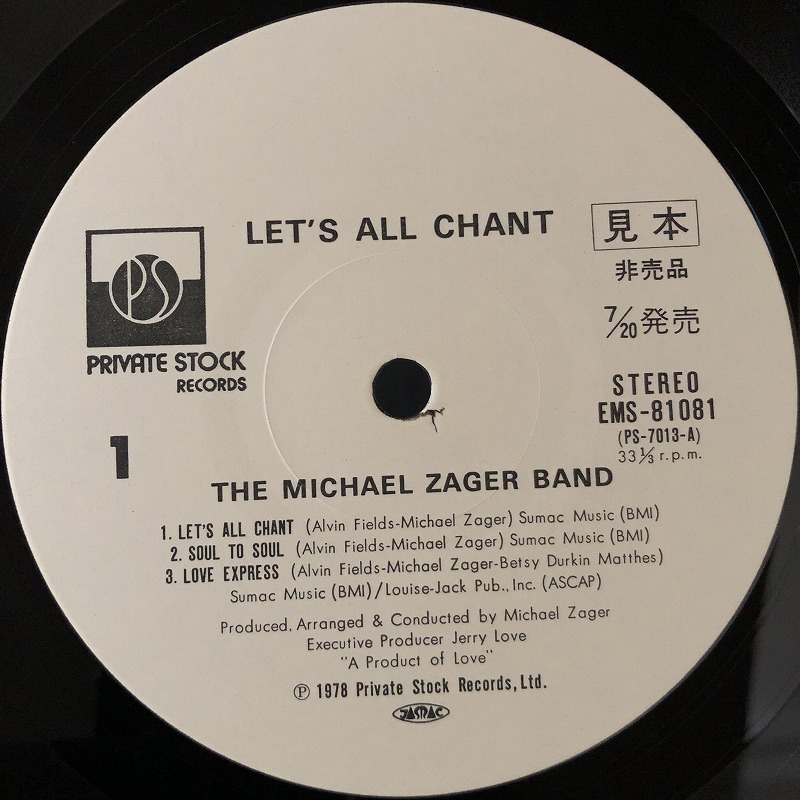 LET'S ALL CHANT
見本
非売品
7/20発売
PS
PRIVATE STOCK
RECORDS
STEREO
EMS-81081
(PS-7013-A)
33 1/3 r.p.m.
1
THE MICHAEL ZAGER BAND
1. LET'S ALL CHANT (Alvin Fields-Michael Zager) Sumac Music (BMI)
2. SOUL TO SOUL (Alvin Fields-Michael Zager) Sumac Music (BMI)
3. LOVE EXPRESS (Alvin Fields-Michael Zager-Betsy Durkin Matthes)
Sumac Music (BMI)/Louise-Jack Pub., Inc. (ASCAP)
Produced, Arranged & Conducted by Michael Zager
Executive Producer Jerry Love
"A Product of Love"
Ⓟ 1978 Private Stock Records, Ltd.
JASRAC